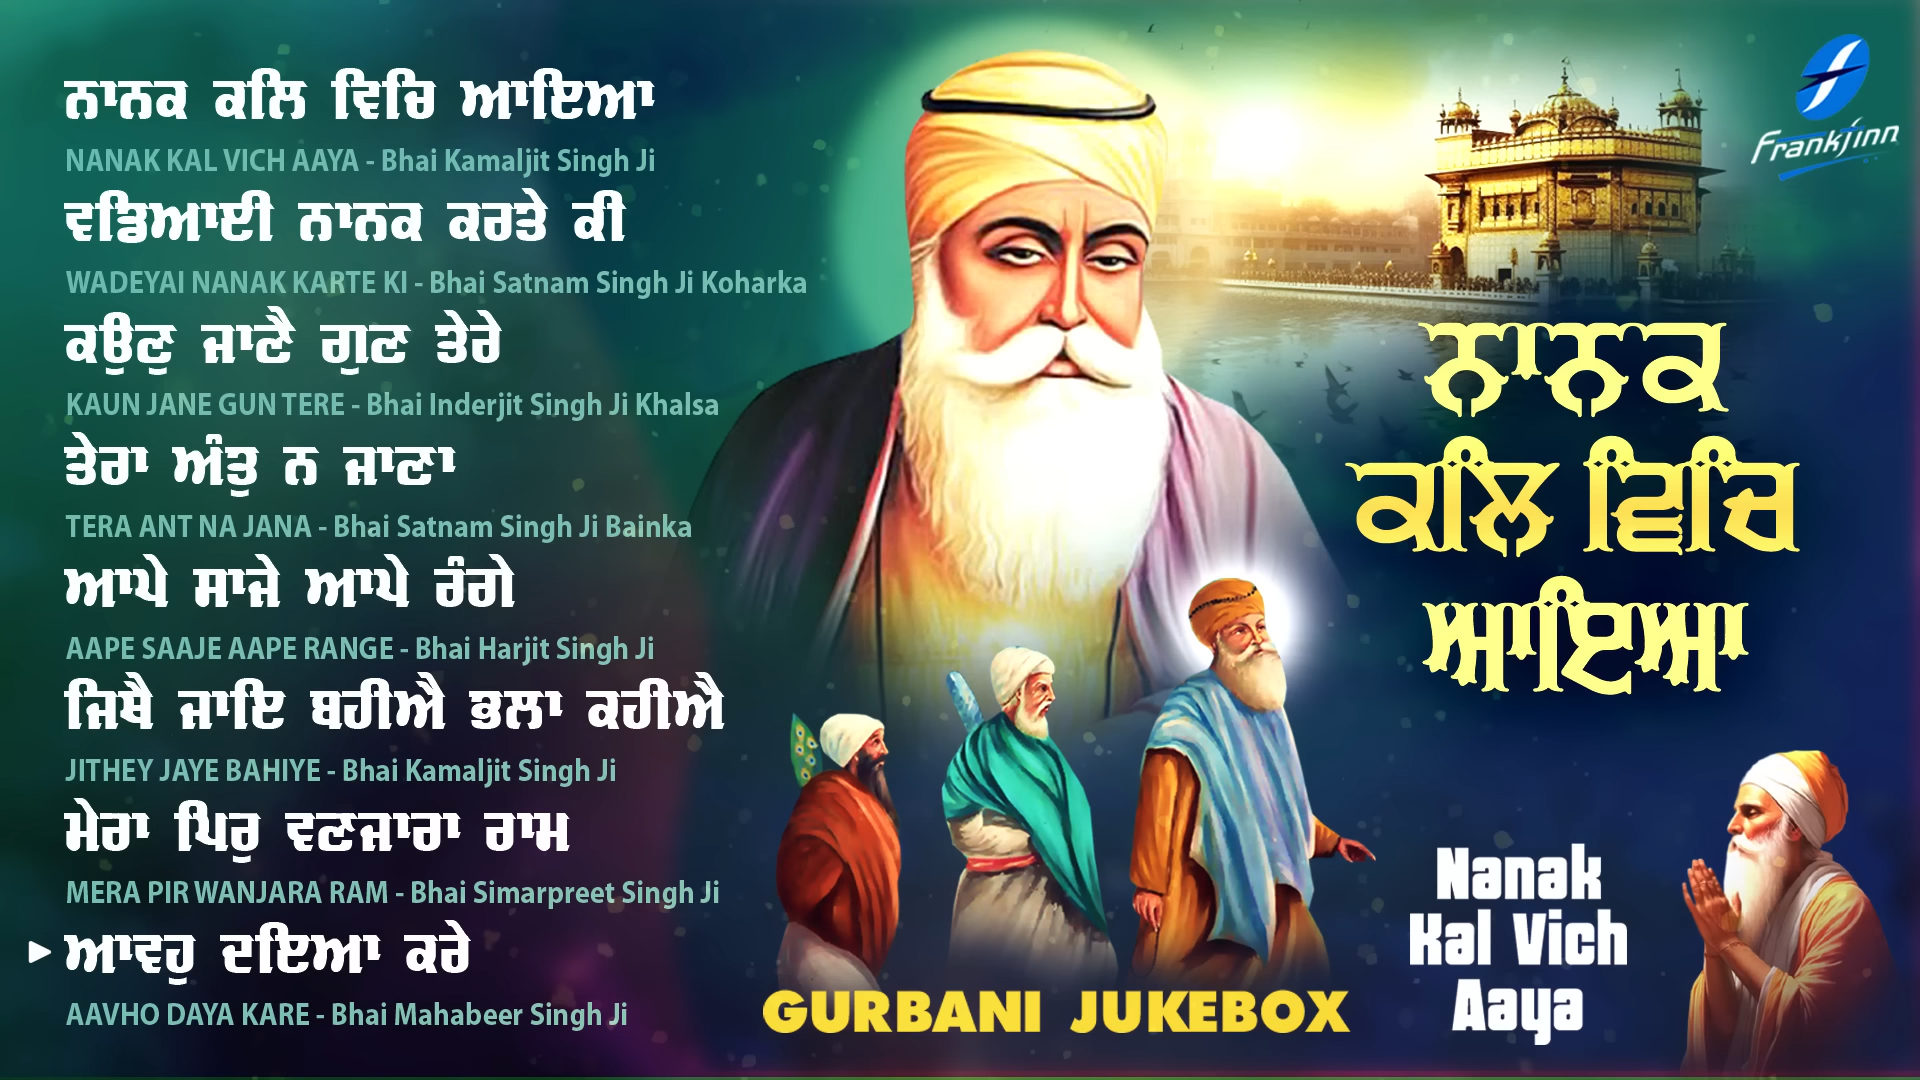 ਨਾਨਕ ਕਲਿ ਵਿਚਿ ਆਇਆ
NANAK KAL VICH AAYA - Bhai Kamaljit Singh Ji
ਵਡਿਆਈ ਨਾਨਕ ਕਰਤੇ ਕੀ
WADEYAI NANAK KARTE KI - Bhai Satnam Singh Ji Koharka
ਕਉਣੁ ਜਾਣੈ ਗੁਣ ਤੇਰੇ
KAUN JANE GUN TERE - Bhai Inderjit Singh Ji Khalsa
ਤੇਰਾ ਅੰਤੁ ਨ ਜਾਣਾ
TERA ANT NA JANA - Bhai Satnam Singh Ji Bainka
ਆਪੇ ਸਾਜੇ ਆਪੇ ਰੰਗੇ
AAPE SAAJE AAPE RANGE - Bhai Harjit Singh Ji
ਜਿਥੈ ਜਾਇ ਬਹੀਐ ਭਲਾ ਕਹੀਐ
JITHEY JAYE BAHIYE - Bhai Kamaljit Singh Ji
ਮੇਰਾ ਪਿਰੁ ਵਣਜਾਰਾ ਰਾਮ
MERA PIR WANJARA RAM - Bhai Simarpreet Singh Ji
ਆਵਹੁ ਦਇਆ ਕਰੇ
AAVHO DAYA KARE - Bhai Mahabeer Singh Ji
Frankfinn
ਨਾਨਕ
ਕਲਿ ਵਿਚਿ
ਆਇਆ
Nanak
Kal Vich
Aaya
GURBANI JUKEBOX